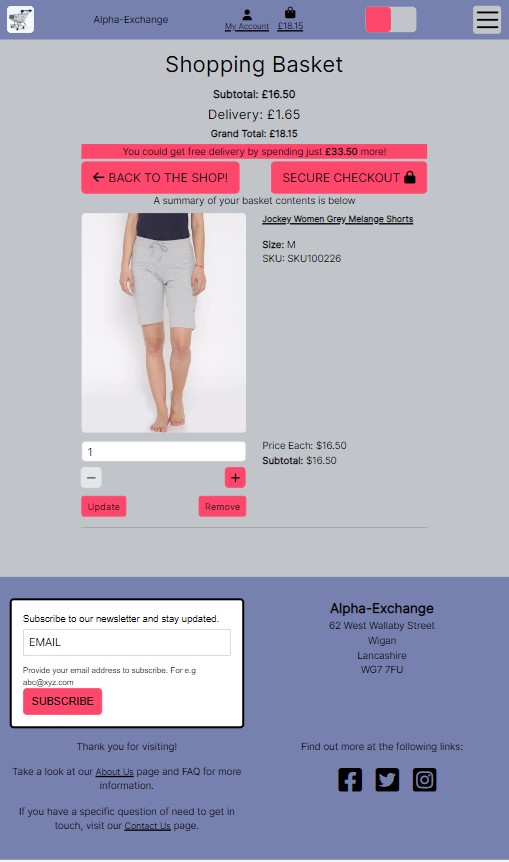 Alpha-Exchange
My Account
£18.15
Shopping Basket
Subtotal: £16.50
Delivery: £1.65
Grand Total: £18.15
You could get free delivery by spending just £33.50 more!
← BACK TO THE SHOP!
SECURE CHECKOUT
A summary of your basket contents is below
Jockey Women Grey Melange Shorts
Size: M
SKU: SKU100226
1
Price Each: $16.50
Subtotal: $16.50
− +
Update
Remove
Subscribe to our newsletter and stay updated.
EMAIL
Provide your email address to subscribe. For e.g
abc@xyz.com
SUBSCRIBE
Alpha-Exchange
62 West Wallaby Street
Wigan
Lancashire
WG7 7FU
Thank you for visiting!
Take a look at our About Us page and FAQ for more
information.
If you have a specific question of need to get in
touch, visit our Contact Us page.
Find out more at the following links: